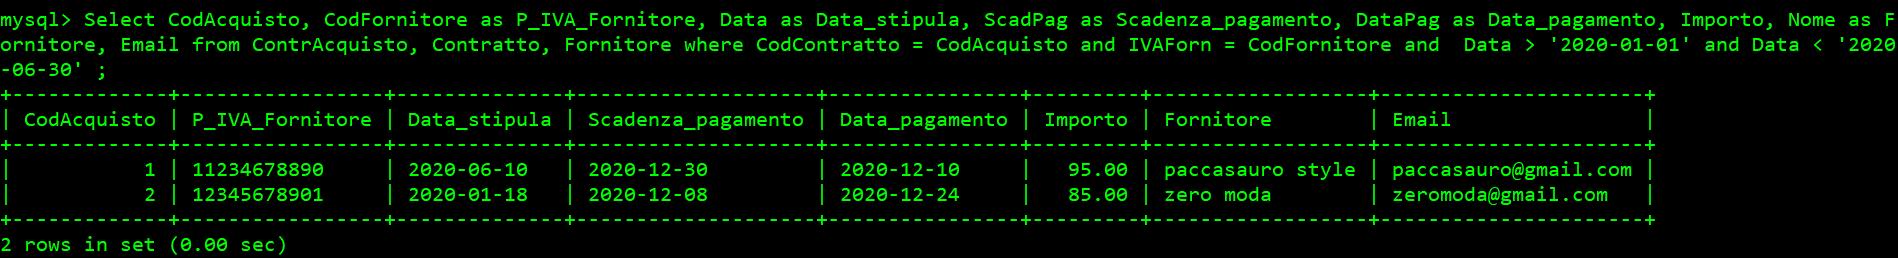 mysql> Select CodAcquisto, CodFornitore as P_IVA_Fornitore, Data as Data_stipula, ScadPag as Scadenza_pagamento, DataPag as Data_pagamento, Importo, Nome as F
ornitore, Email from ContrAcquisto, Contratto, Fornitore where CodContratto = CodAcquisto and IVAForn = CodFornitore and  Data > '2020-01-01' and Data < '2020
-06-30' ;
+-------------+-----------------+--------------+--------------------+----------------+---------+-----------------+----------------------+
| CodAcquisto | P_IVA_Fornitore | Data_stipula | Scadenza_pagamento | Data_pagamento | Importo | Fornitore       | Email                |
+-------------+-----------------+--------------+--------------------+----------------+---------+-----------------+----------------------+
|           1 | 11234678890     | 2020-06-10   | 2020-12-30         | 2020-12-10     |   95.00 | paccasauro style | paccasauro@gmail.com |
|           2 | 12345678901     | 2020-01-18   | 2020-12-08         | 2020-12-24     |   85.00 | zero moda       | zeromoda@gmail.com   |
+-------------+-----------------+--------------+--------------------+----------------+---------+-----------------+----------------------+
2 rows in set (0.00 sec)